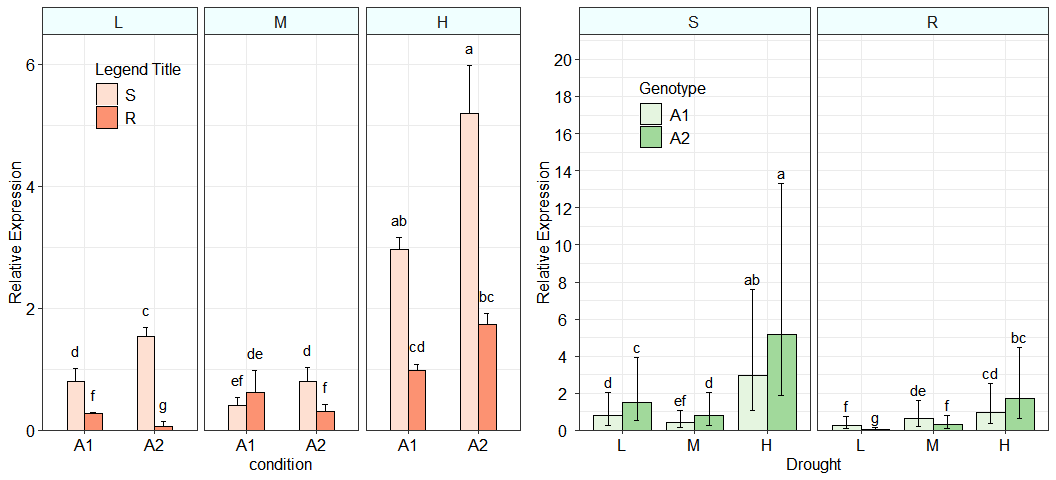 L M H
Relative Expression
6
4
2
0
Legend Title
S
R
d f c g
ef de d f
ab cd a bc
A1 A2 A1 A2 A1 A2
condition
S R
Relative Expression
20
18
16
14
12
10
8
6
4
2
0
Genotype
A1
A2
d c ef d ab a
f g de f cd bc
L M H L M H
Drought